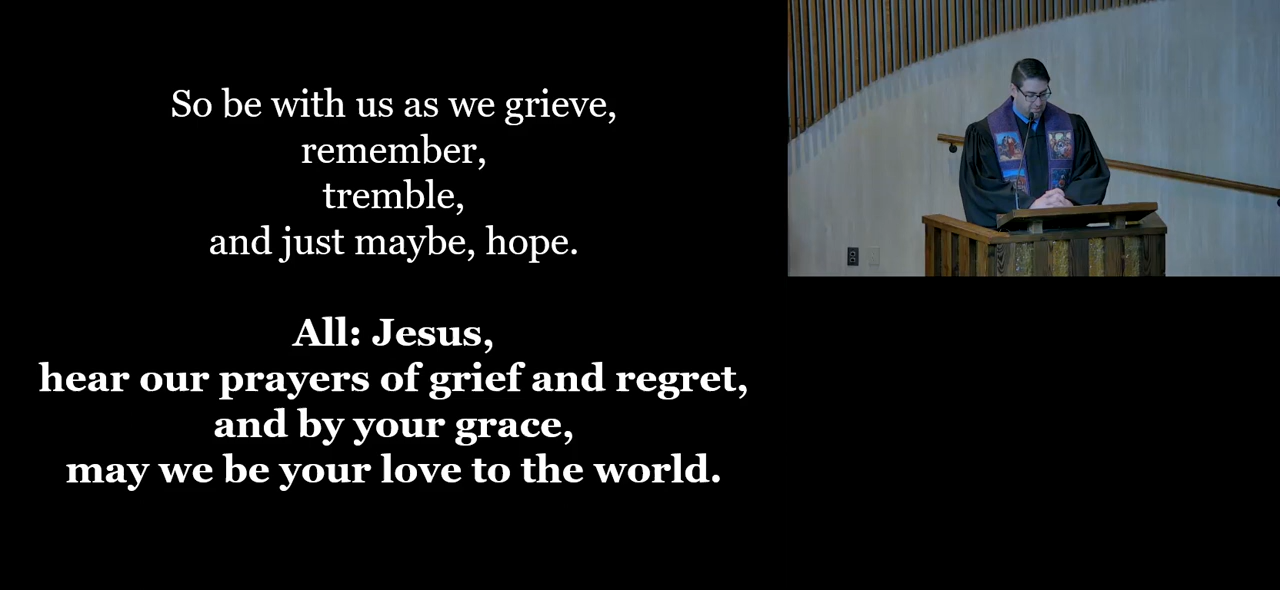 So be with us as we grieve,
remember,
tremble,
and just maybe, hope.
All: Jesus,
hear our prayers of grief and regret,
and by your grace,
may we be your love to the world.